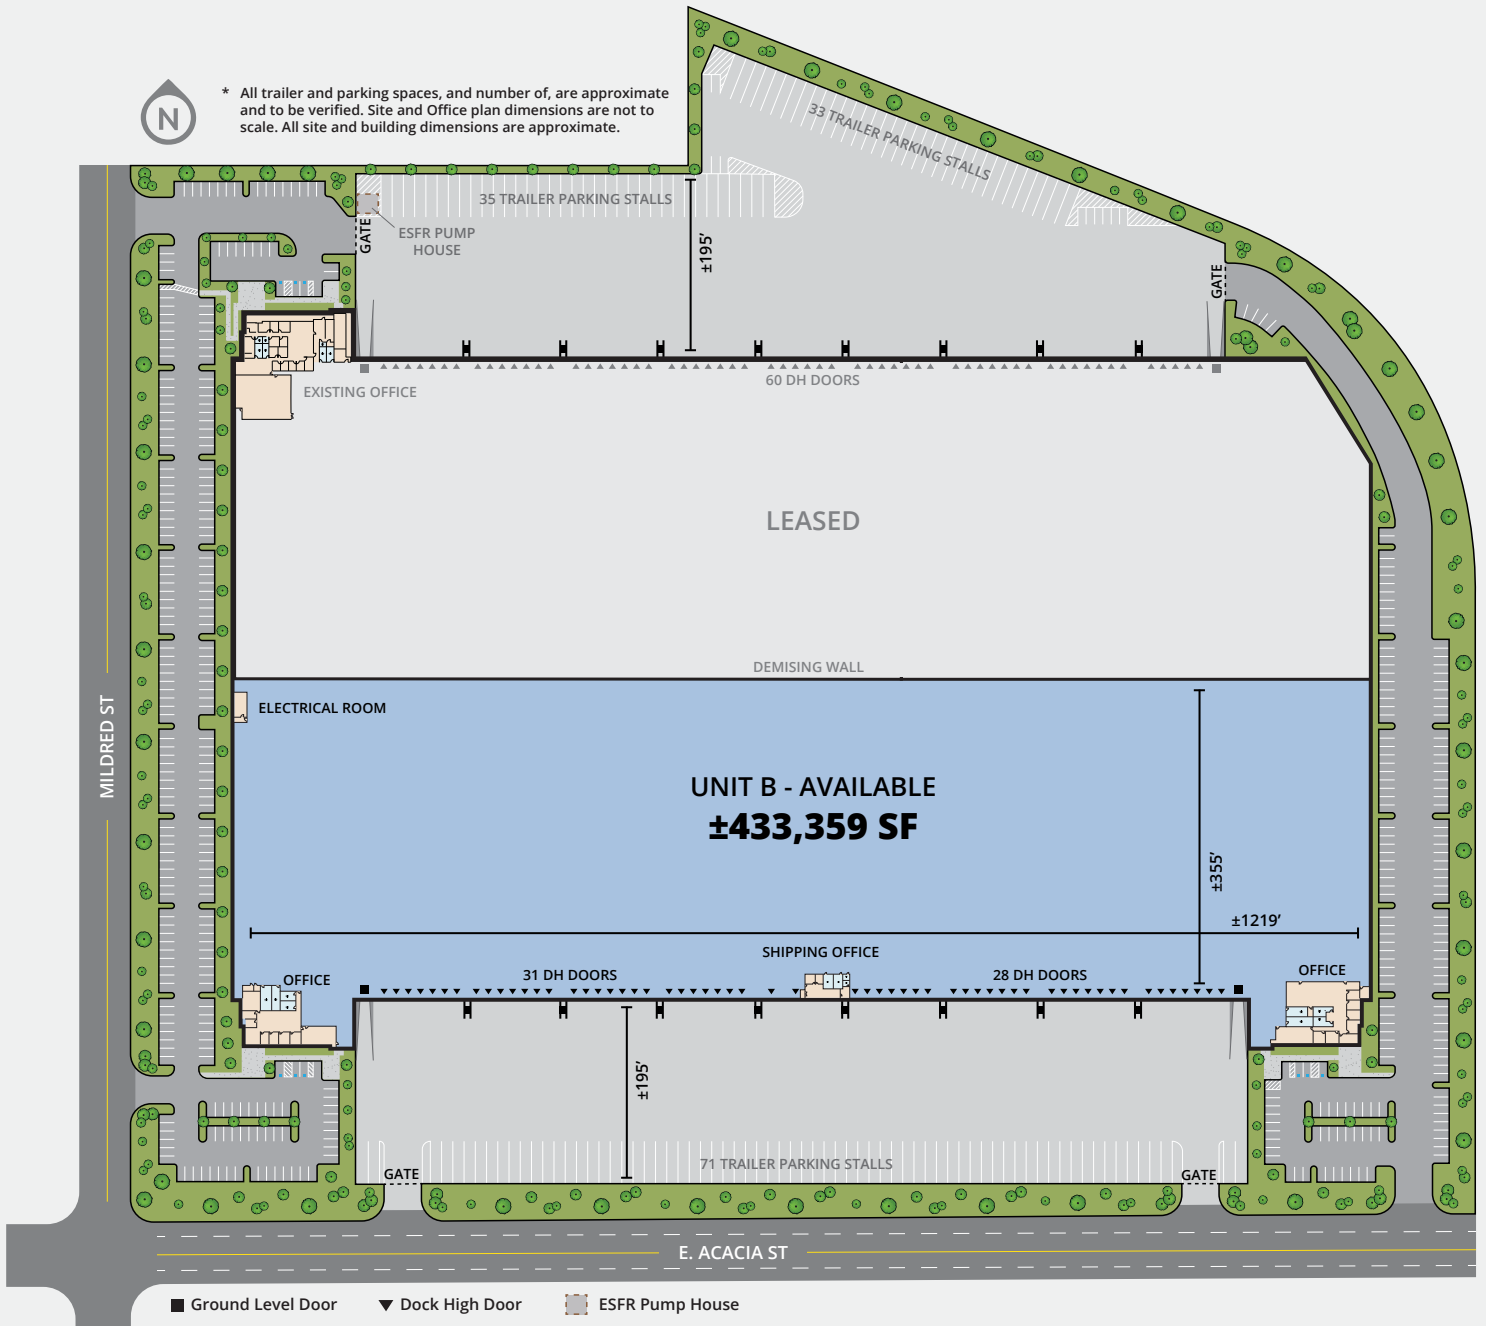 * All trailer and parking spaces, and number of, are approximate
and to be verified. Site and Office plan dimensions are not to
scale. All site and building dimensions are approximate.
N
33 TRAILER PARKING STALLS
35 TRAILER PARKING STALLS
GATE
ESFR PUMP
HOUSE
±195’
GATE
60 DH DOORS
EXISTING OFFICE
LEASED
DEMISING WALL
ELECTRICAL ROOM
MILDRED ST
UNIT B - AVAILABLE
±433,359 SF
±355’
±1219’
SHIPPING OFFICE
OFFICE
31 DH DOORS
28 DH DOORS
OFFICE
±195’
71 TRAILER PARKING STALLS
GATE
GATE
E. ACACIA ST
Ground Level Door
Dock High Door
ESFR Pump House